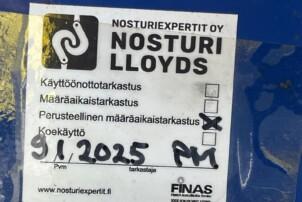 NOSTURIEXPERTIT OY
NOSTURI
LLOYDS
Käyttöönottotarkastus
Määräaikaistarkastus
Perusteellinen määräaikaistarkastus
Koekäyttö
9.1.2025 PM
Pvm tarkastaja
www.nosturiexpertit.fi
FINAS